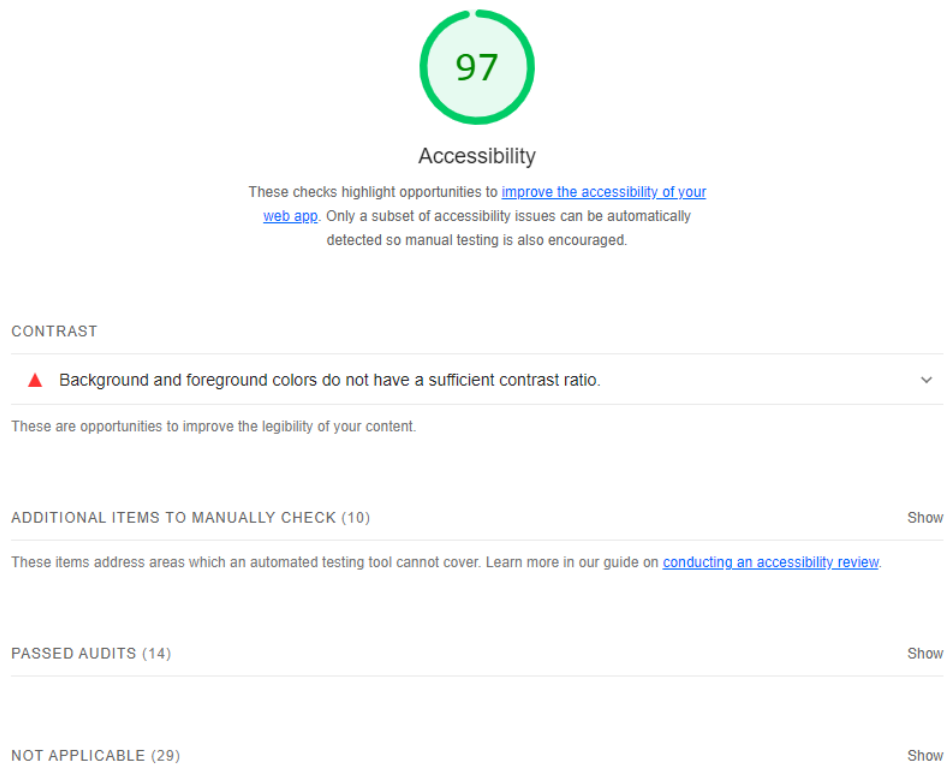 97
Accessibility
These checks highlight opportunities to improve the accessibility of your
web app. Only a subset of accessibility issues can be automatically
detected so manual testing is also encouraged.
CONTRAST
Background and foreground colors do not have a sufficient contrast ratio.
These are opportunities to improve the legibility of your content.
ADDITIONAL ITEMS TO MANUALLY CHECK (10) Show
These items address areas which an automated testing tool cannot cover. Learn more in our guide on conducting an accessibility review.
PASSED AUDITS (14) Show
NOT APPLICABLE (29) Show